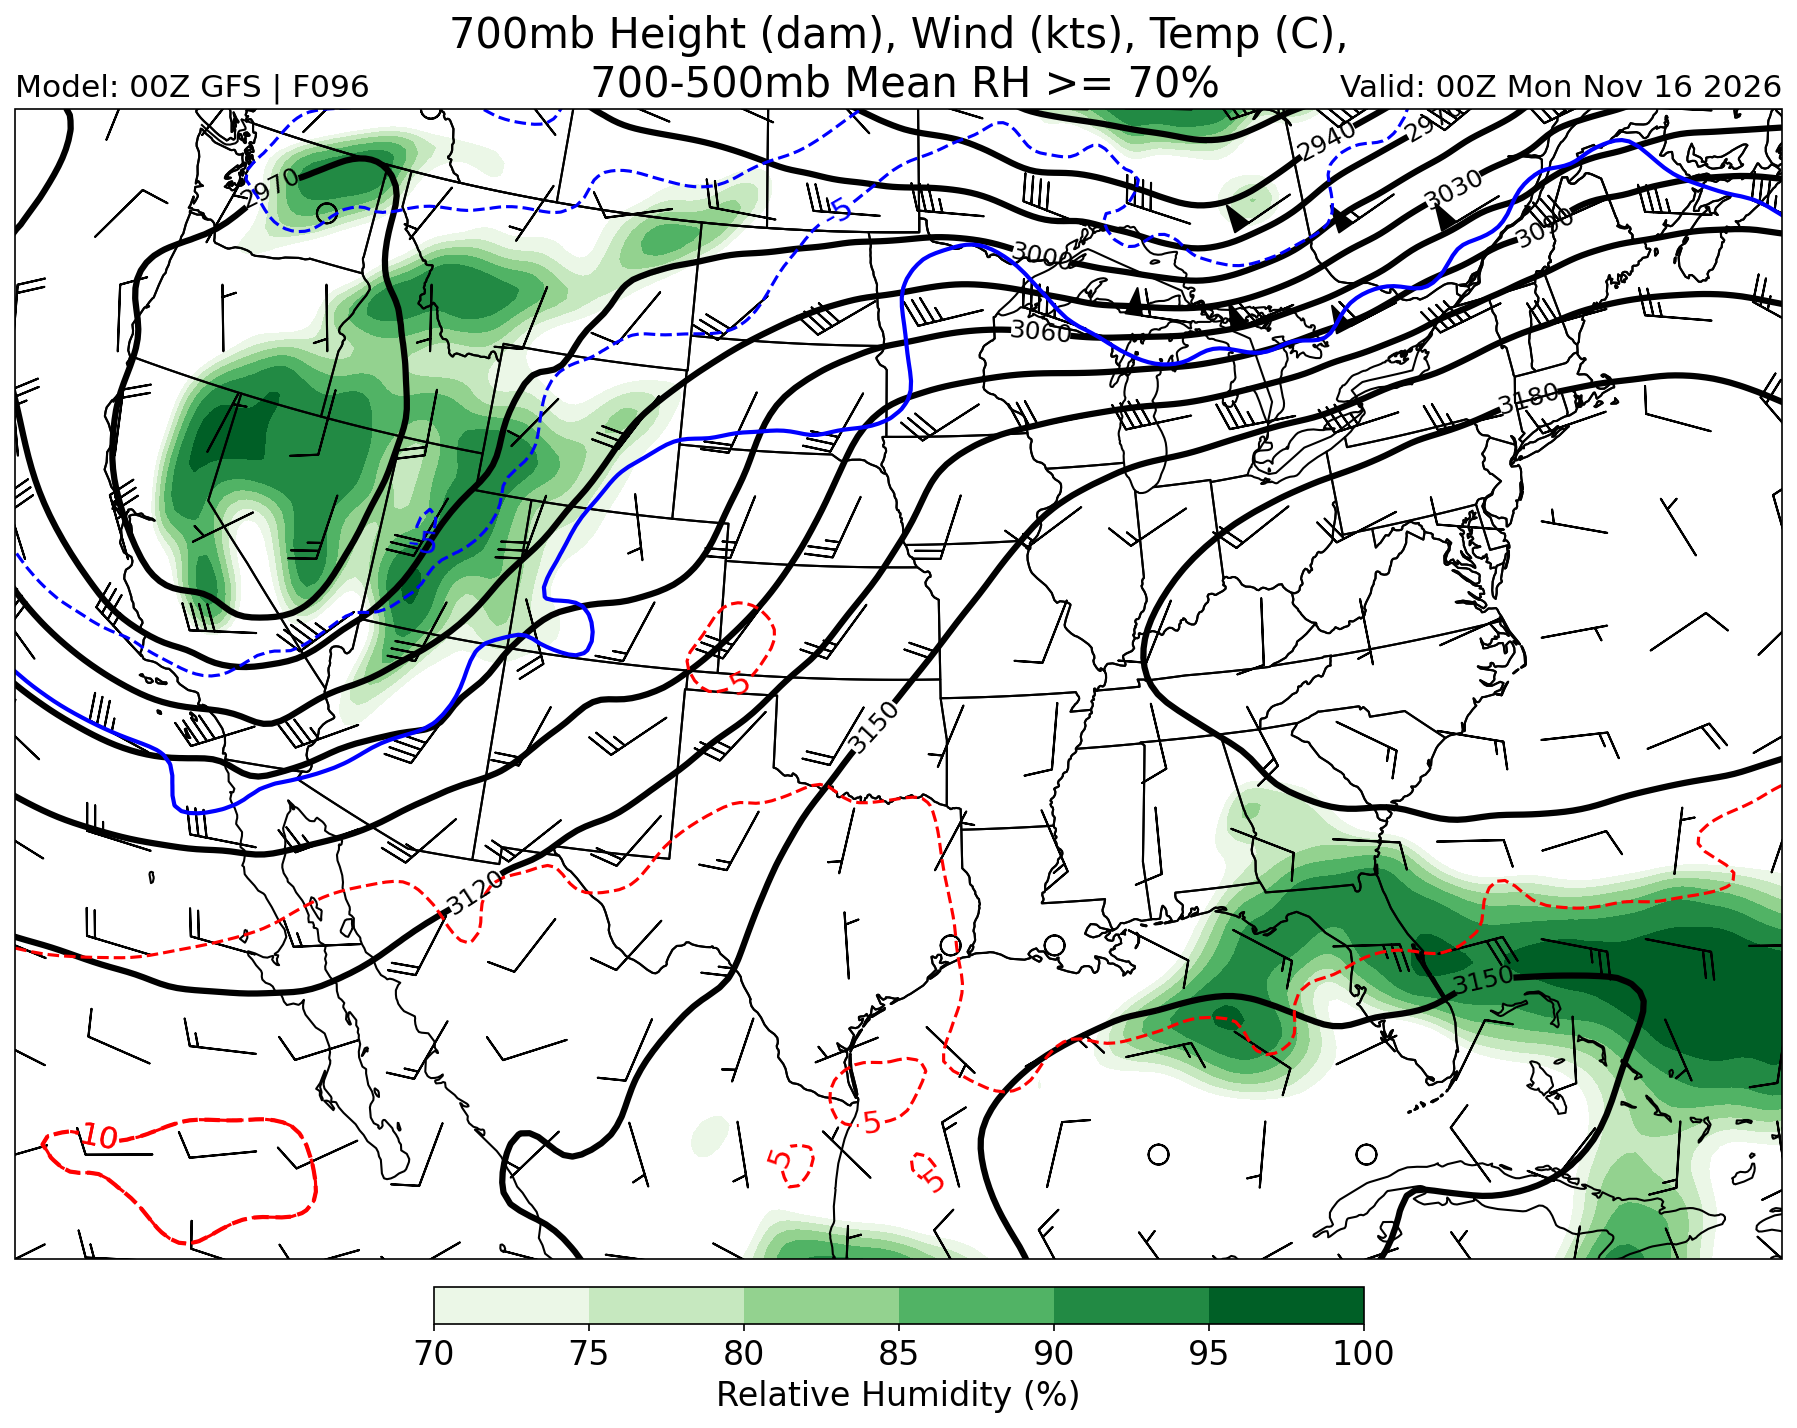 700mb Height (dam), Wind (kts), Temp (C),
700-500mb Mean RH >= 70%
Model: 00Z GFS | F096
Valid: 00Z Mon Nov 16 2026
2940
2970
3030
-5
3090
3000
3060
3180
-5
5
3150
3120
3150
10
5
5
5
70 75 80 85 90 95 100
Relative Humidity (%)